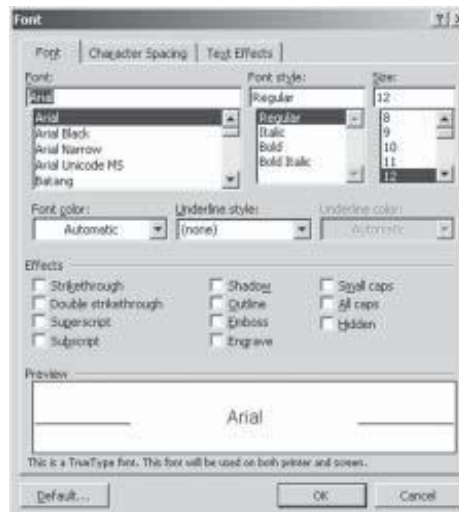 Font
Font Character Spacing Text Effects
Font: Font style: Size:
Arial Regular 12
Arial Regular 8
Arial Black Italic 9
Arial Narrow Bold 10
Arial Unicode MS Bold Italic 11
Batang 12
Font color: Underline style: Underline color:
Automatic (none) Automatic
Effects
Strikethrough Shadow Small caps
Double strikethrough Outline All caps
Superscript Emboss Hidden
Subscript Engrave
Preview
Arial
This is a TrueType font. This font will be used on both printer and screen.
Default... OK Cancel